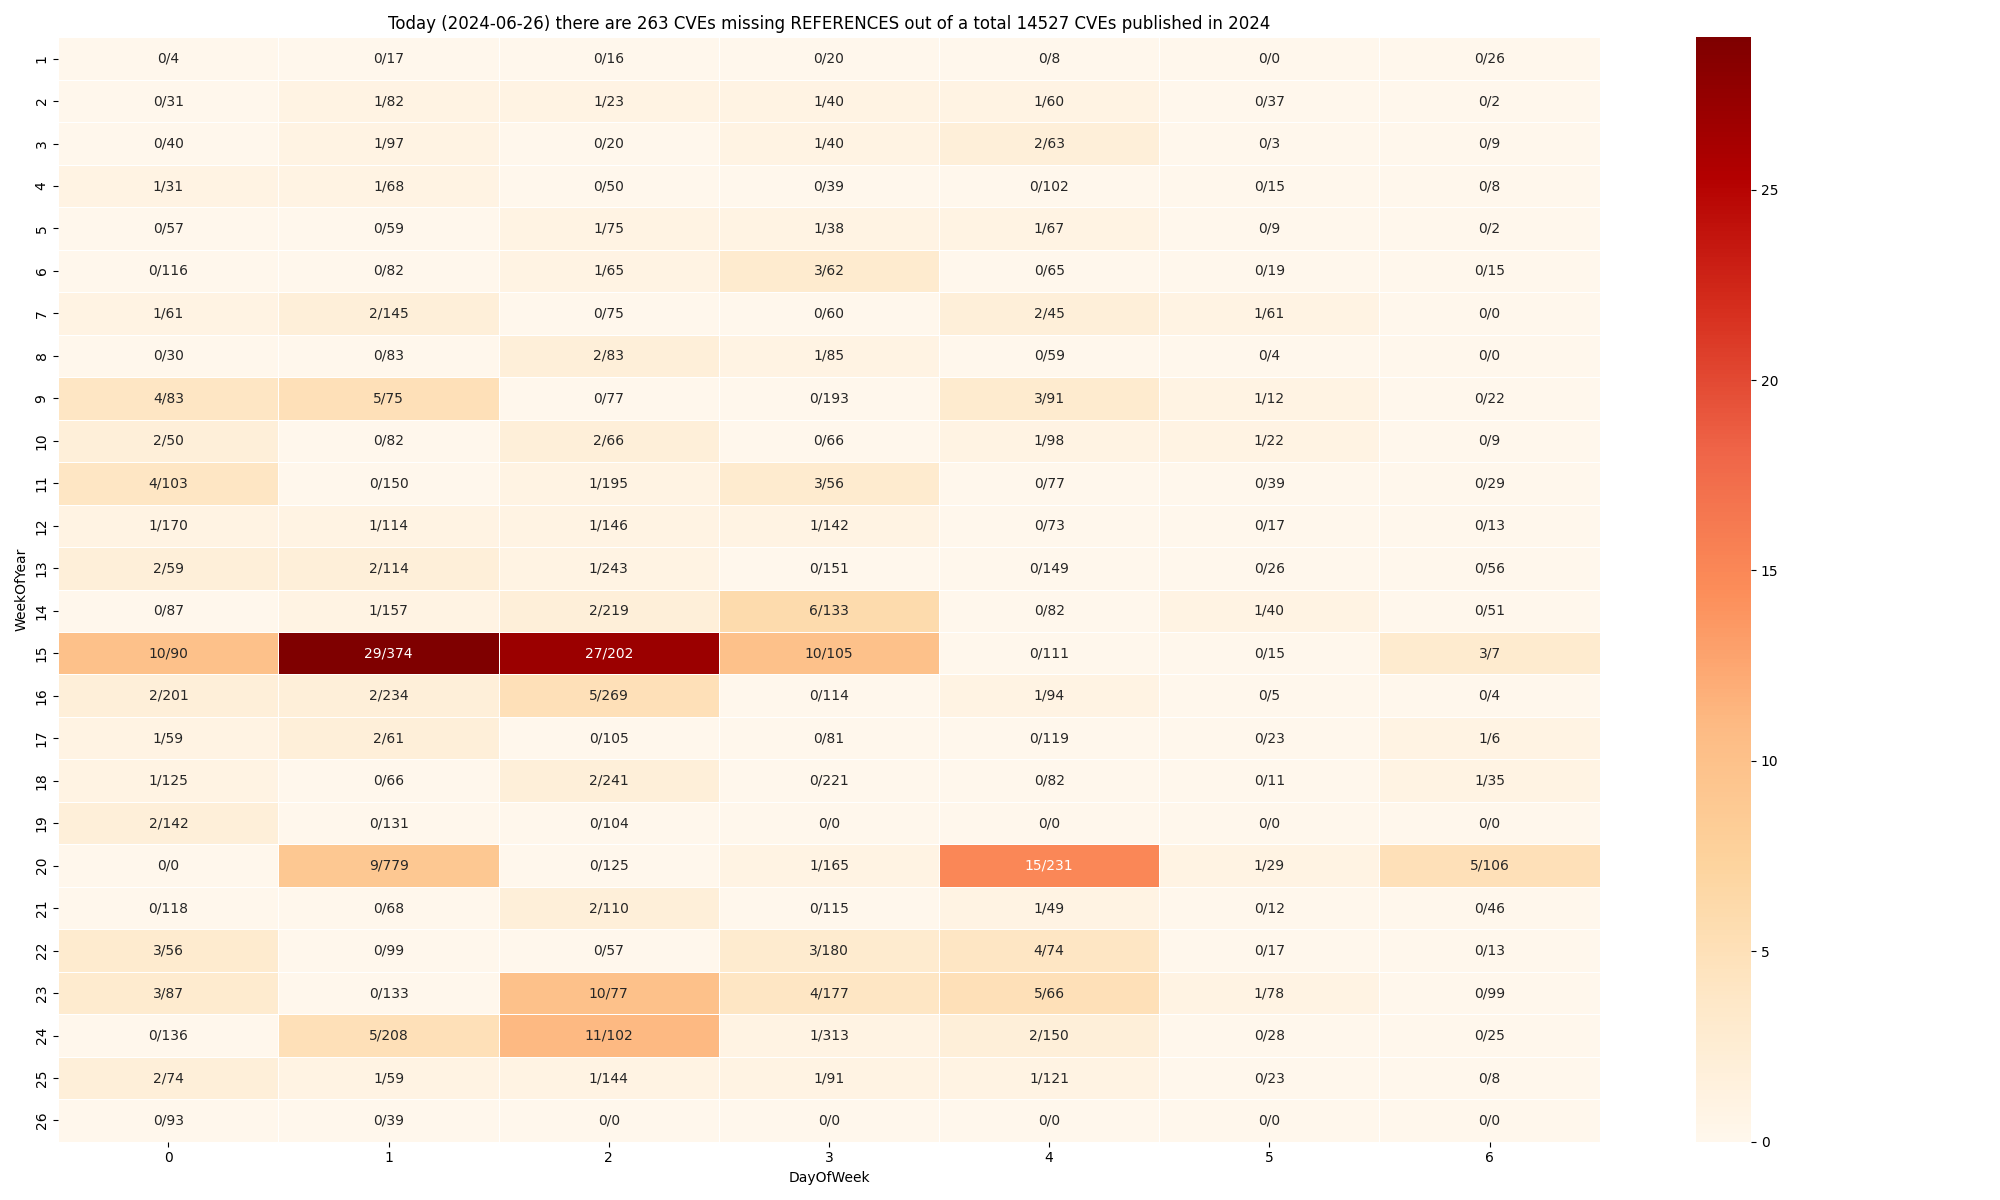 Today (2024-06-26) there are 263 CVEs missing REFERENCES out of a total 14527 CVEs published in 2024
1 0/4 0/17 0/16 0/20 0/8 0/0 0/26
2 0/31 1/82 1/23 1/40 1/60 0/37 0/2
3 0/40 1/97 0/20 1/40 2/63 0/3 0/9
4 1/31 1/68 0/50 0/39 0/102 0/15 0/8
5 0/57 0/59 1/75 1/38 1/67 0/9 0/2
6 0/116 0/82 1/65 3/62 0/65 0/19 0/15
7 1/61 2/145 0/75 0/60 2/45 1/61 0/0
8 0/30 0/83 2/83 1/85 0/59 0/4 0/0
9 4/83 5/75 0/77 0/193 3/91 1/12 0/22
10 2/50 0/82 2/66 0/66 1/98 1/22 0/9
11 4/103 0/150 1/195 3/56 0/77 0/39 0/29
12 1/170 1/114 1/146 1/142 0/73 0/17 0/13
13 2/59 2/114 1/243 0/151 0/149 0/26 0/56
14 0/87 1/157 2/219 6/133 0/82 1/40 0/51
15 10/90 29/374 27/202 10/105 0/111 0/15 3/7
16 2/201 2/234 5/269 0/114 1/94 0/5 0/4
17 1/59 2/61 0/105 0/81 0/119 0/23 1/6
18 1/125 0/66 2/241 0/221 0/82 0/11 1/35
19 2/142 0/131 0/104 0/0 0/0 0/0 0/0
20 0/0 9/779 0/125 1/165 15/231 1/29 5/106
21 0/118 0/68 2/110 0/115 1/49 0/12 0/46
22 3/56 0/99 0/57 3/180 4/74 0/17 0/13
23 3/87 0/133 10/77 4/177 5/66 1/78 0/99
24 0/136 5/208 11/102 1/313 2/150 0/28 0/25
25 2/74 1/59 1/144 1/91 1/121 0/23 0/8
26 0/93 0/39 0/0 0/0 0/0 0/0 0/0
0 1 2 3 4 5 6
DayOfWeek
WeekOfYear
25
20
15
10
5
0